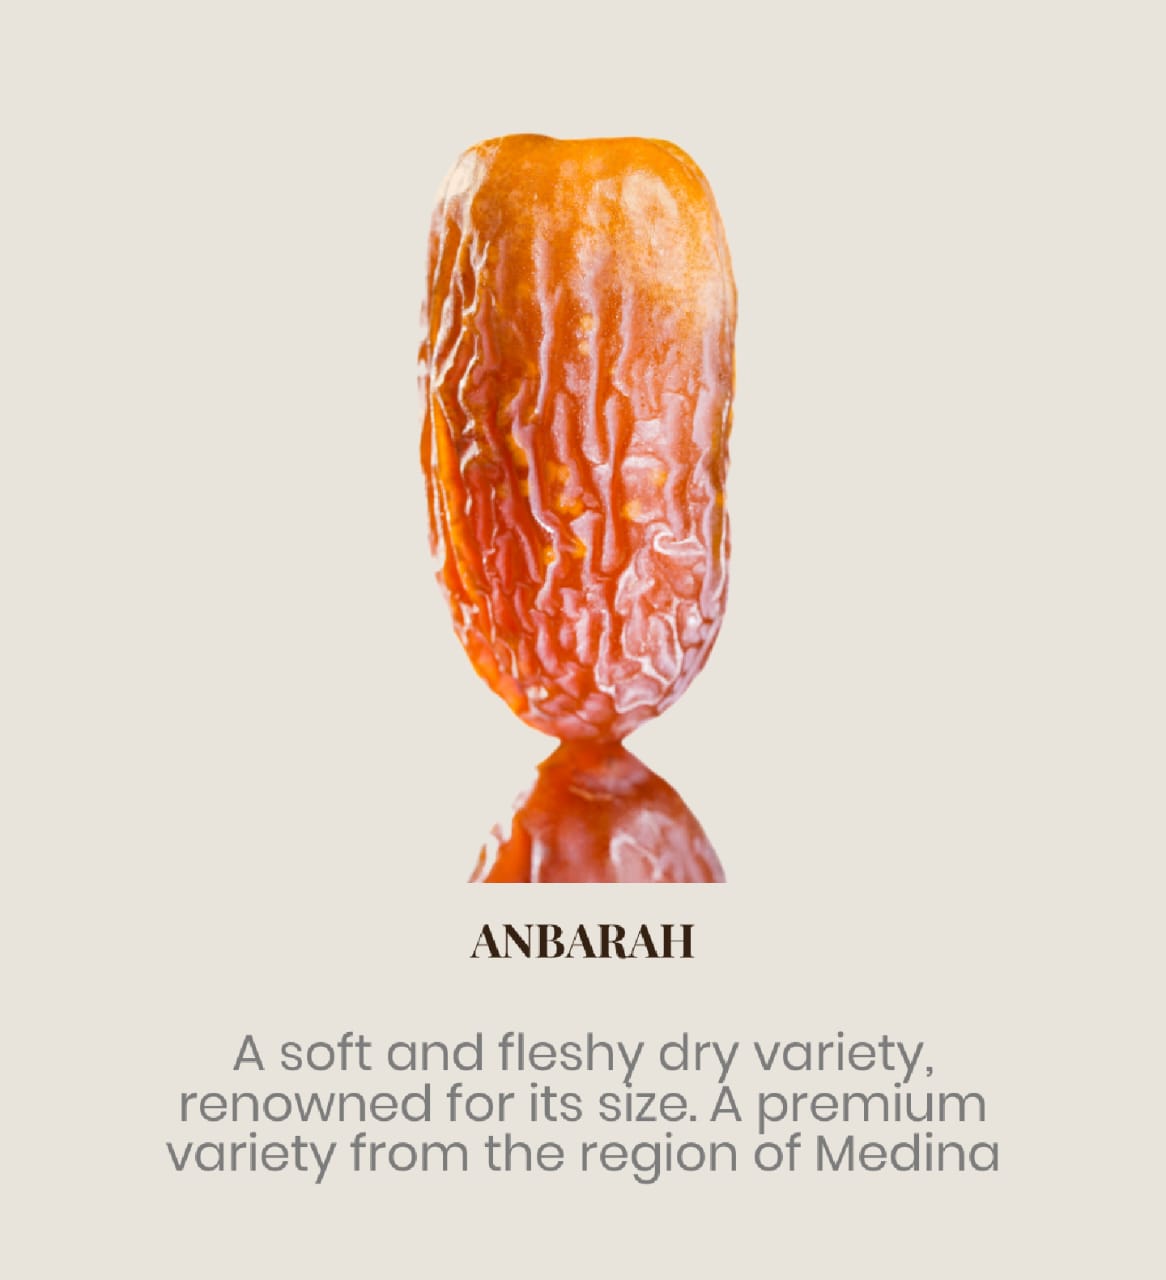 ANBARAH
A soft and fleshy dry variety,
renowned for its size. A premium
variety from the region of Medina